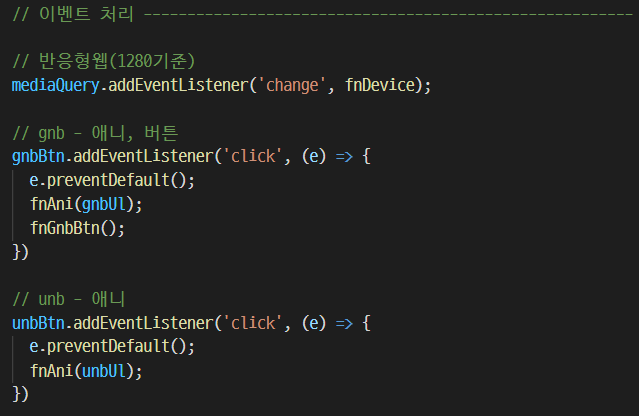 // 이벤트 처리 --------------------------------------------------------
// 반응형웹(1280기준)
mediaQuery.addEventListener('change', fnDevice);
// gnb - 애니, 버튼
gnbBtn.addEventListener('click', (e) => {
e.preventDefault();
fnAni(gnbUl);
fnGnbBtn();
})
// unb - 애니
unbBtn.addEventListener('click', (e) => {
e.preventDefault();
fnAni(unbUl);
})